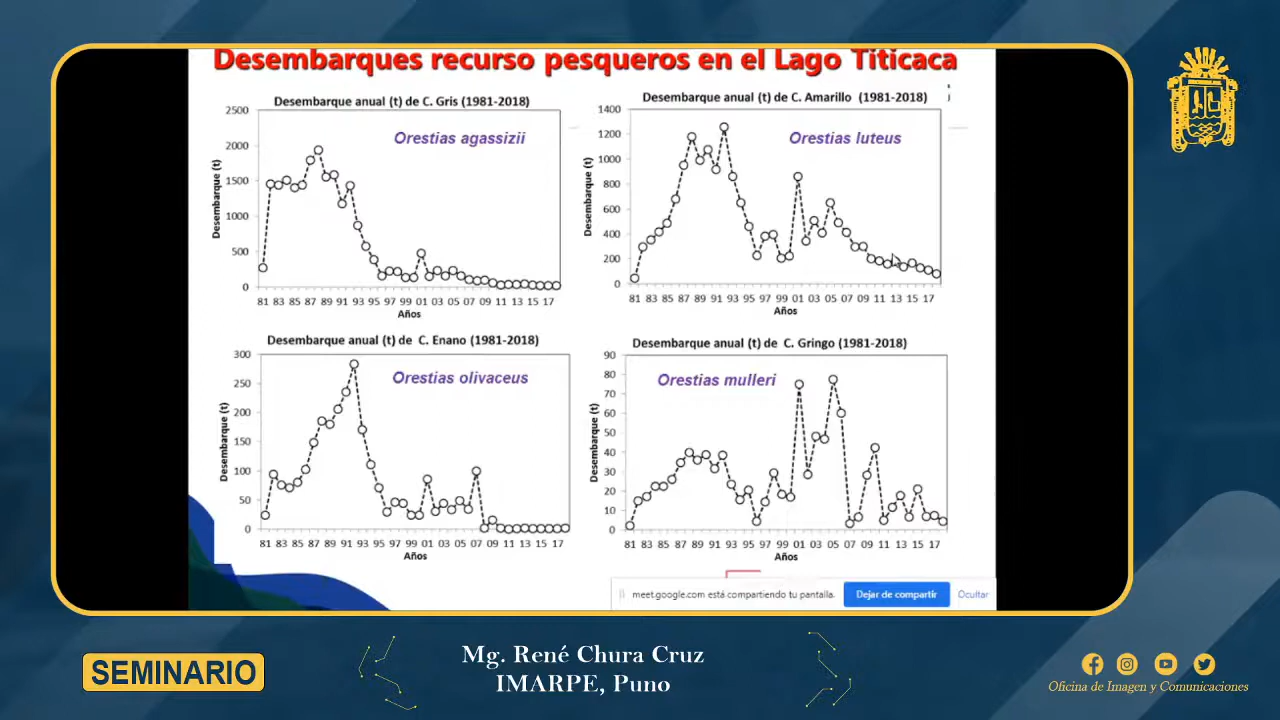 Desembarques recurso pesqueros en el Lago Titicaca
Desembarque anual (t) de C. Gris (1981-2018)
Orestias agassizii
Desembarque (t)
2500
2000
1500
1000
500
0
81 83 85 87 89 91 93 95 97 99 01 03 05 07 09 11 13 15 17
Años
Desembarque anual (t) de C. Amarillo (1981-2018)
Orestias luteus
Desembarque (t)
1400
1200
1000
800
600
400
200
0
81 83 85 87 89 91 93 95 97 99 01 03 05 07 09 11 13 15 17
Años
Desembarque anual (t) de C. Enano (1981-2018)
Orestias olivaceus
Desembarque (t)
300
250
200
150
100
50
0
81 83 85 87 89 91 93 95 97 99 01 03 05 07 09 11 13 15 17
Años
Desembarque anual (t) de C. Gringo (1981-2018)
Orestias mulleri
Desembarque (t)
90
80
70
60
50
40
30
20
10
0
81 83 85 87 89 91 93 95 97 99 01 03 05 07 09 11 13 15 17
Años
meet.google.com está compartiendo tu pantalla.
Dejar de compartir
Ocultar
SEMINARIO
Mg. René Chura Cruz
IMARPE, Puno
Oficina de Imagen y Comunicaciones